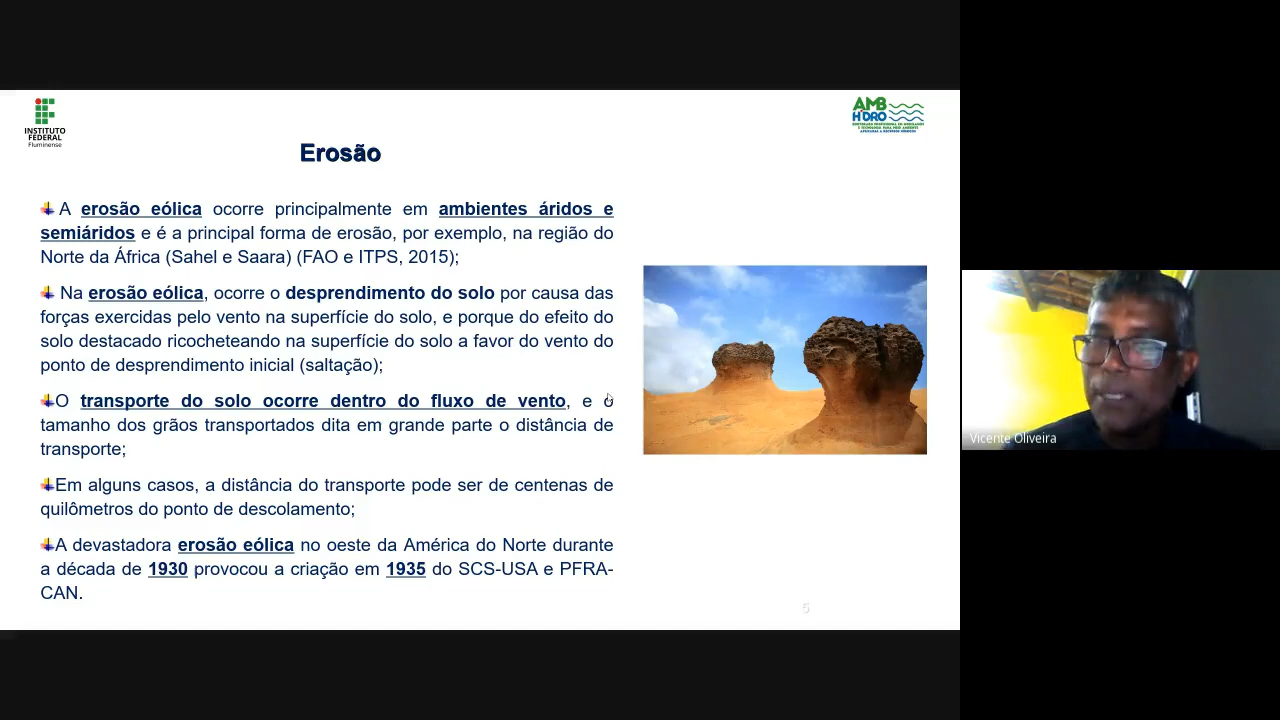 INSTITUTO
FEDERAL
Fluminense
AMB
HIDRO
Erosão
A erosão eólica ocorre principalmente em ambientes áridos e
semiáridos e é a principal forma de erosão, por exemplo, na região do
Norte da África (Sahel e Saara) (FAO e ITPS, 2015);
Na erosão eólica, ocorre o desprendimento do solo por causa das
forças exercidas pelo vento na superfície do solo, e porque do efeito do
solo destacado ricocheteando na superfície do solo a favor do vento do
ponto de desprendimento inicial (saltação);
O transporte do solo ocorre dentro do fluxo de vento, e o
tamanho dos grãos transportados dita em grande parte o distância de
transporte;
Em alguns casos, a distância do transporte pode ser de centenas de
quilômetros do ponto de descolamento;
A devastadora erosão eólica no oeste da América do Norte durante
a década de 1930 provocou a criação em 1935 do SCS-USA e PFRA-
CAN.
5
Vicente Oliveira